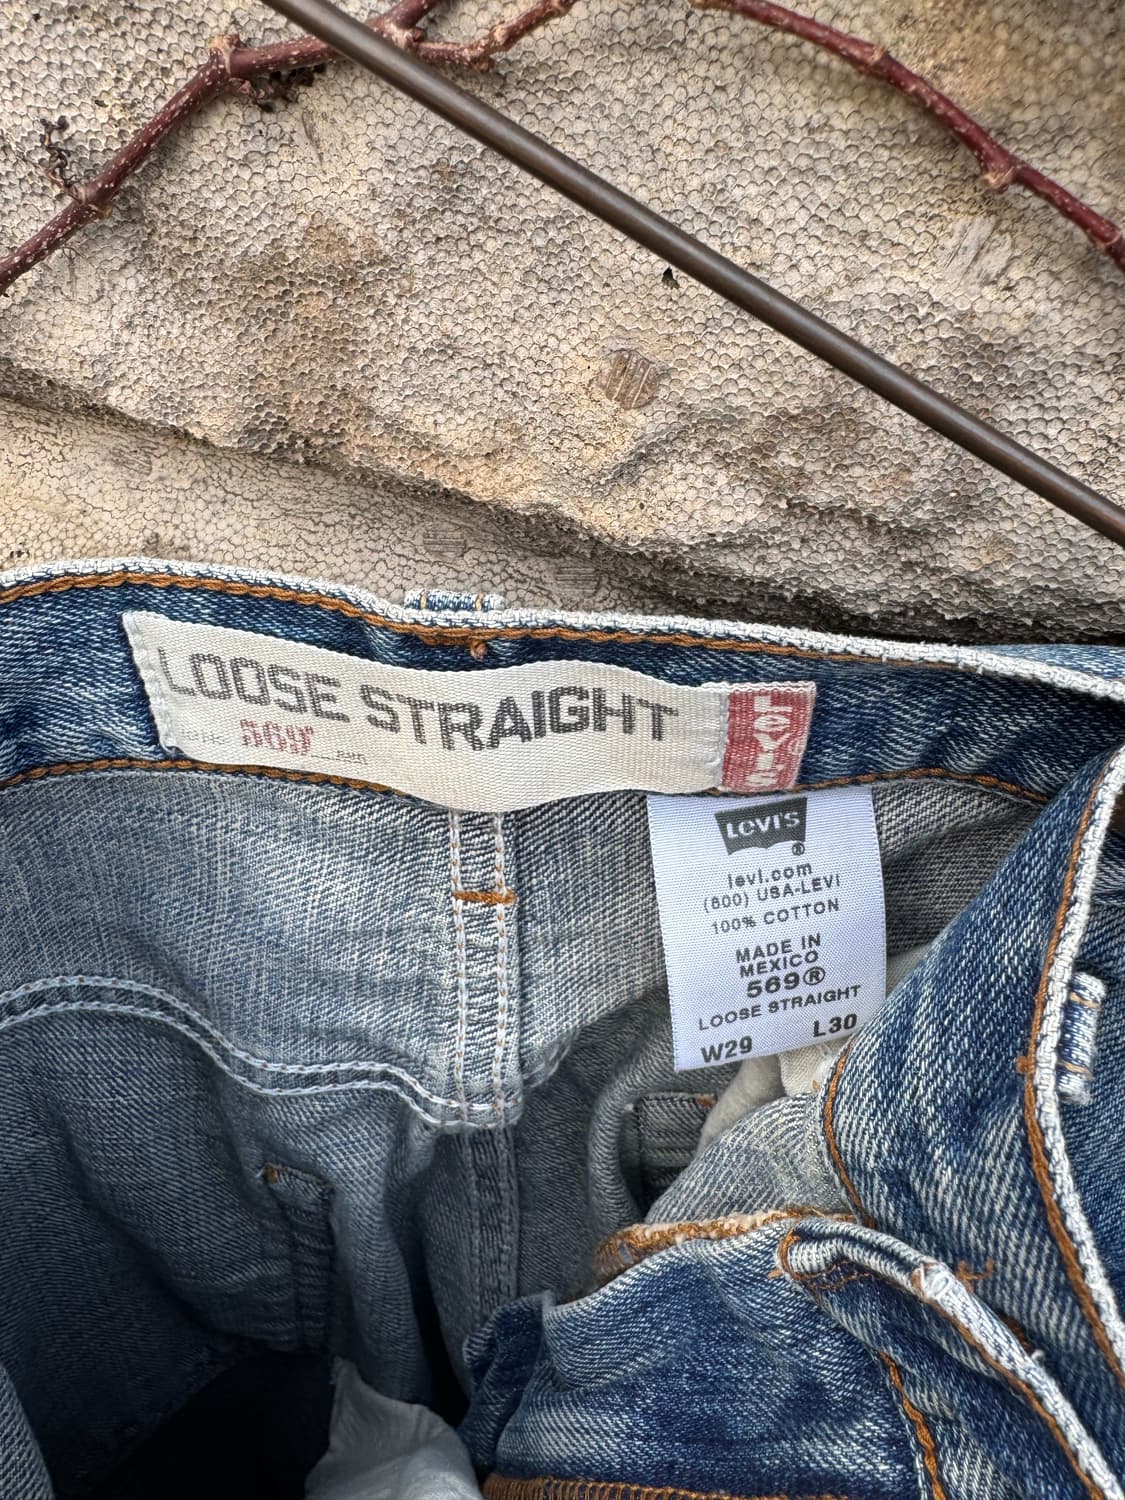 LOOSE STRAIGHT
569
Levi's
LEVI'S
®
levi.com
(800) USA-LEVI
100% COTTON
MADE IN
MEXICO
569®
LOOSE STRAIGHT
W29 L30